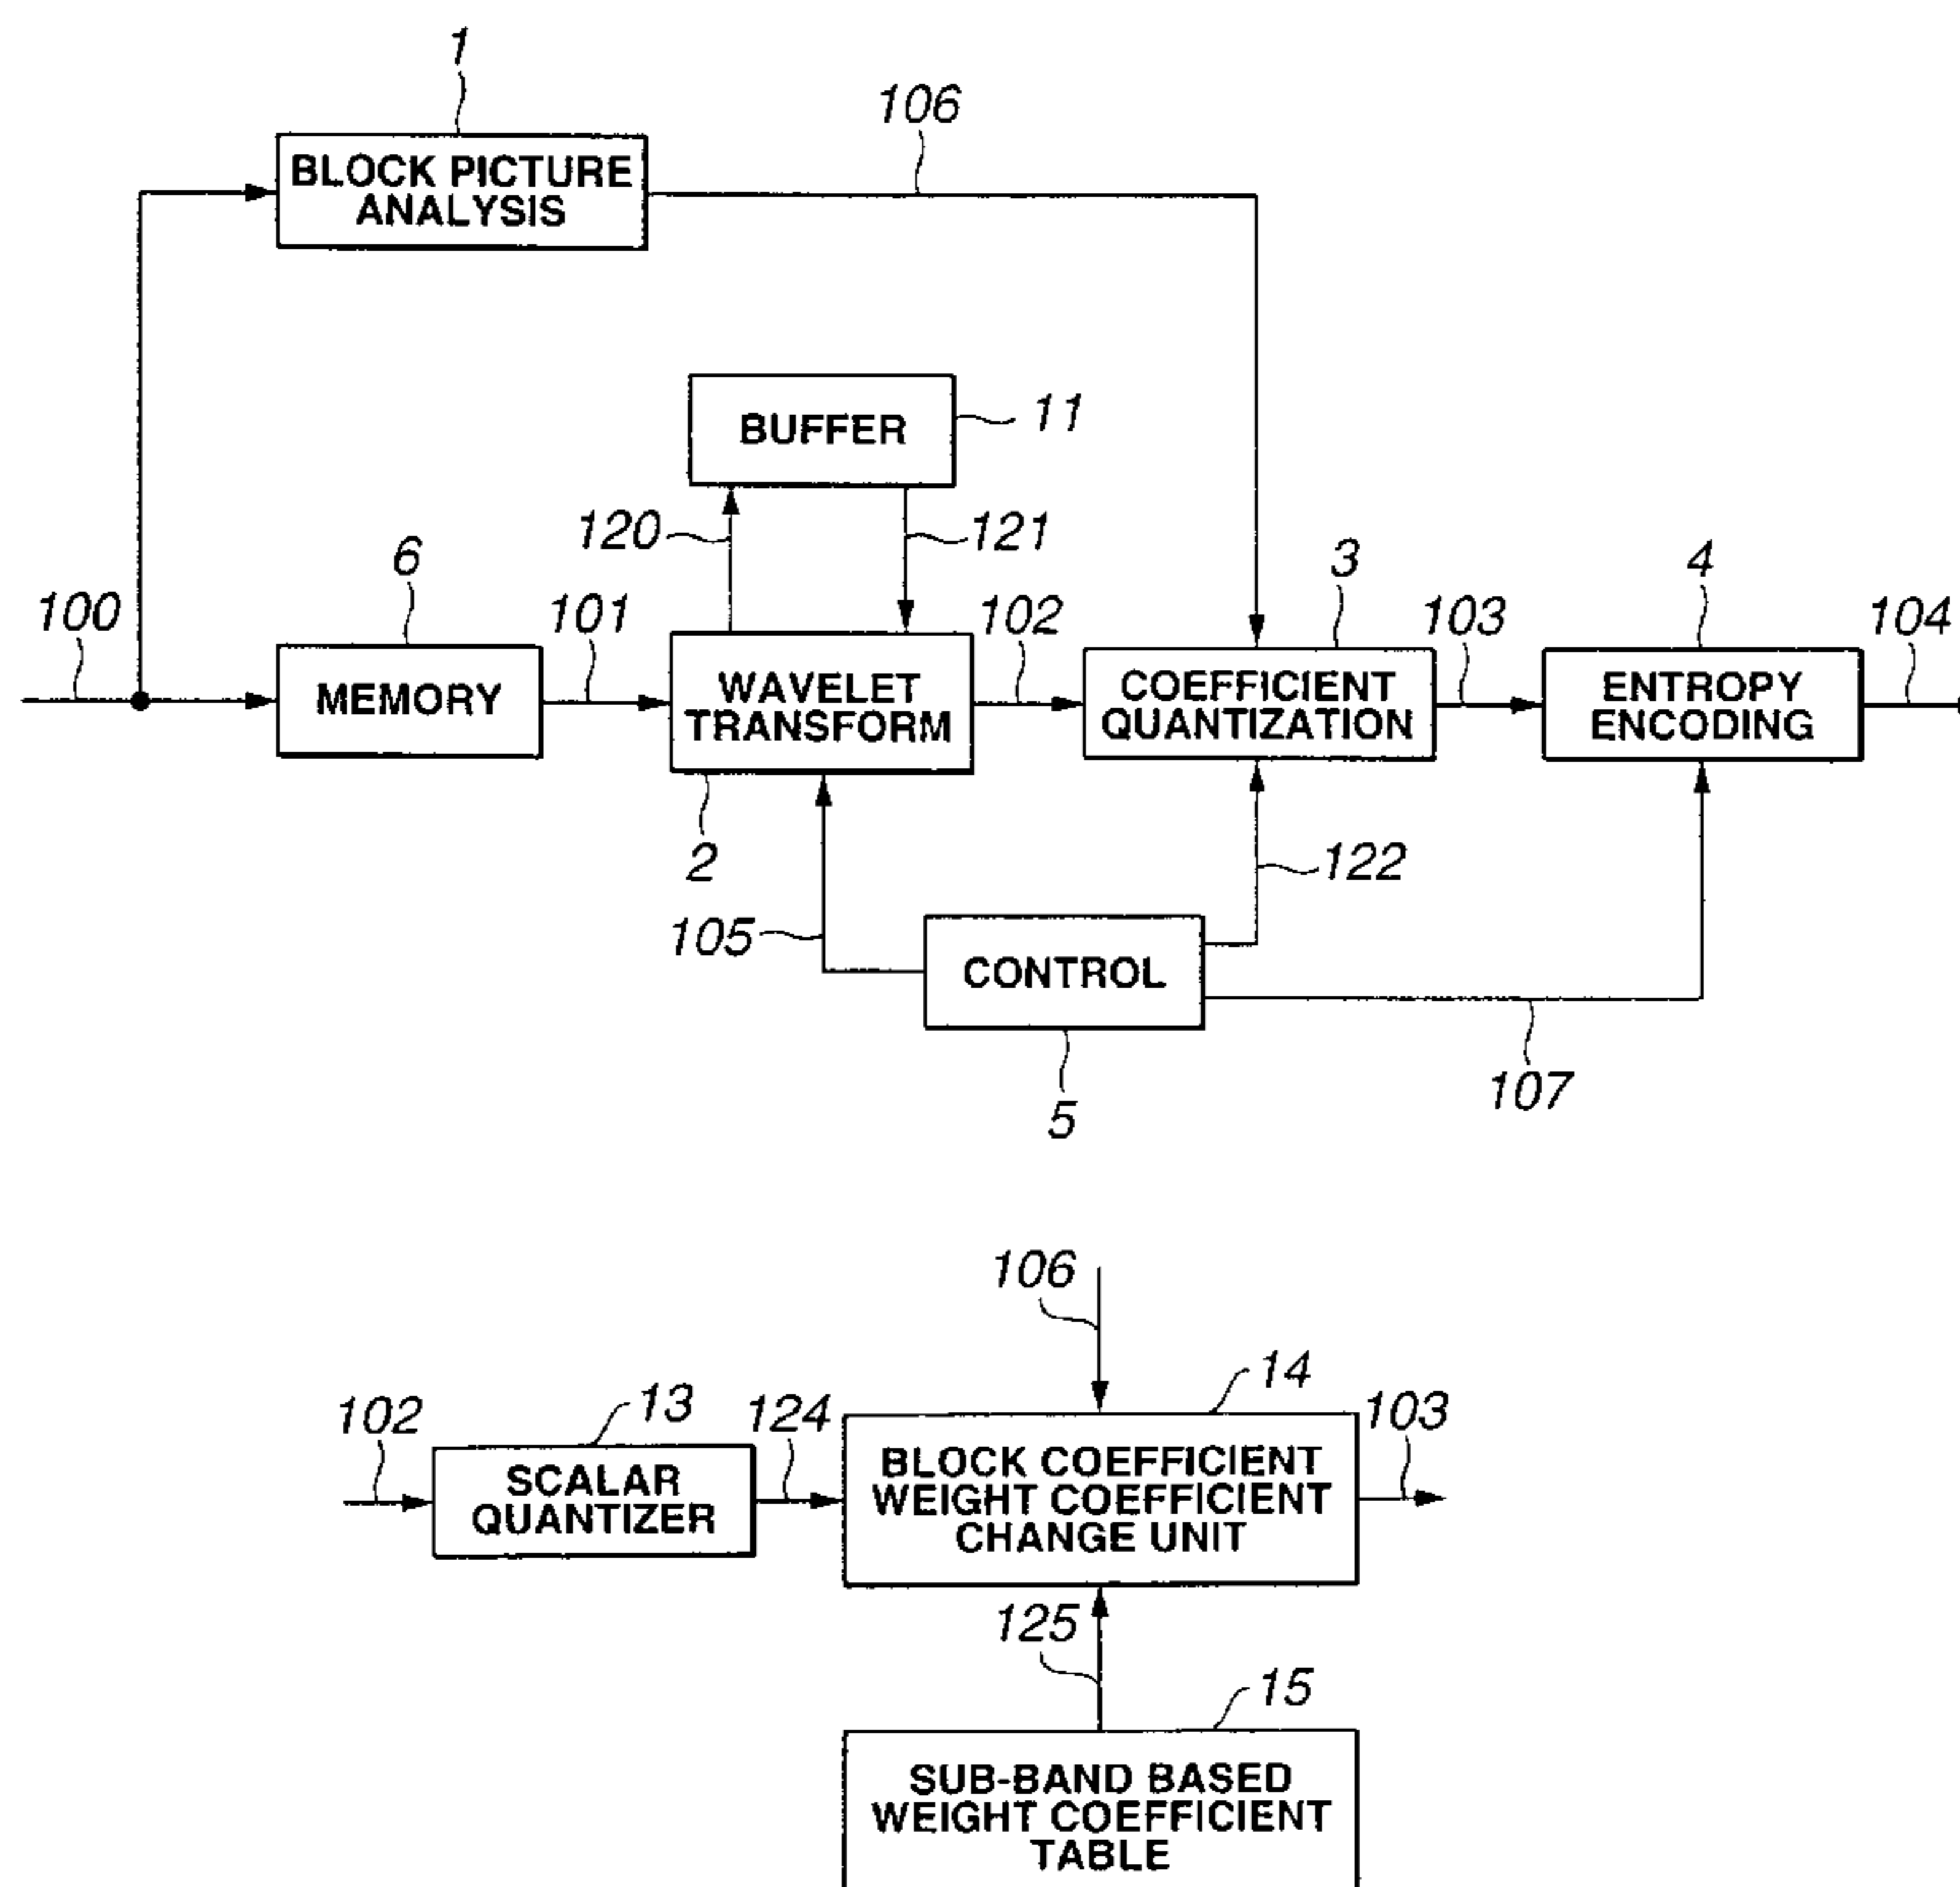 1
106
BLOCK PICTURE
ANALYSIS
BUFFER
11
120
121
6
3
4
100
101
102
103
104
MEMORY
WAVELET
TRANSFORM
COEFFICIENT
QUANTIZATION
ENTROPY
ENCODING
2
122
105
CONTROL
107
5
106
14
13
102
124
103
SCALAR
QUANTIZER
BLOCK COEFFICIENT
WEIGHT COEFFICIENT
CHANGE UNIT
125
15
SUB-BAND BASED
WEIGHT COEFFICIENT
TABLE